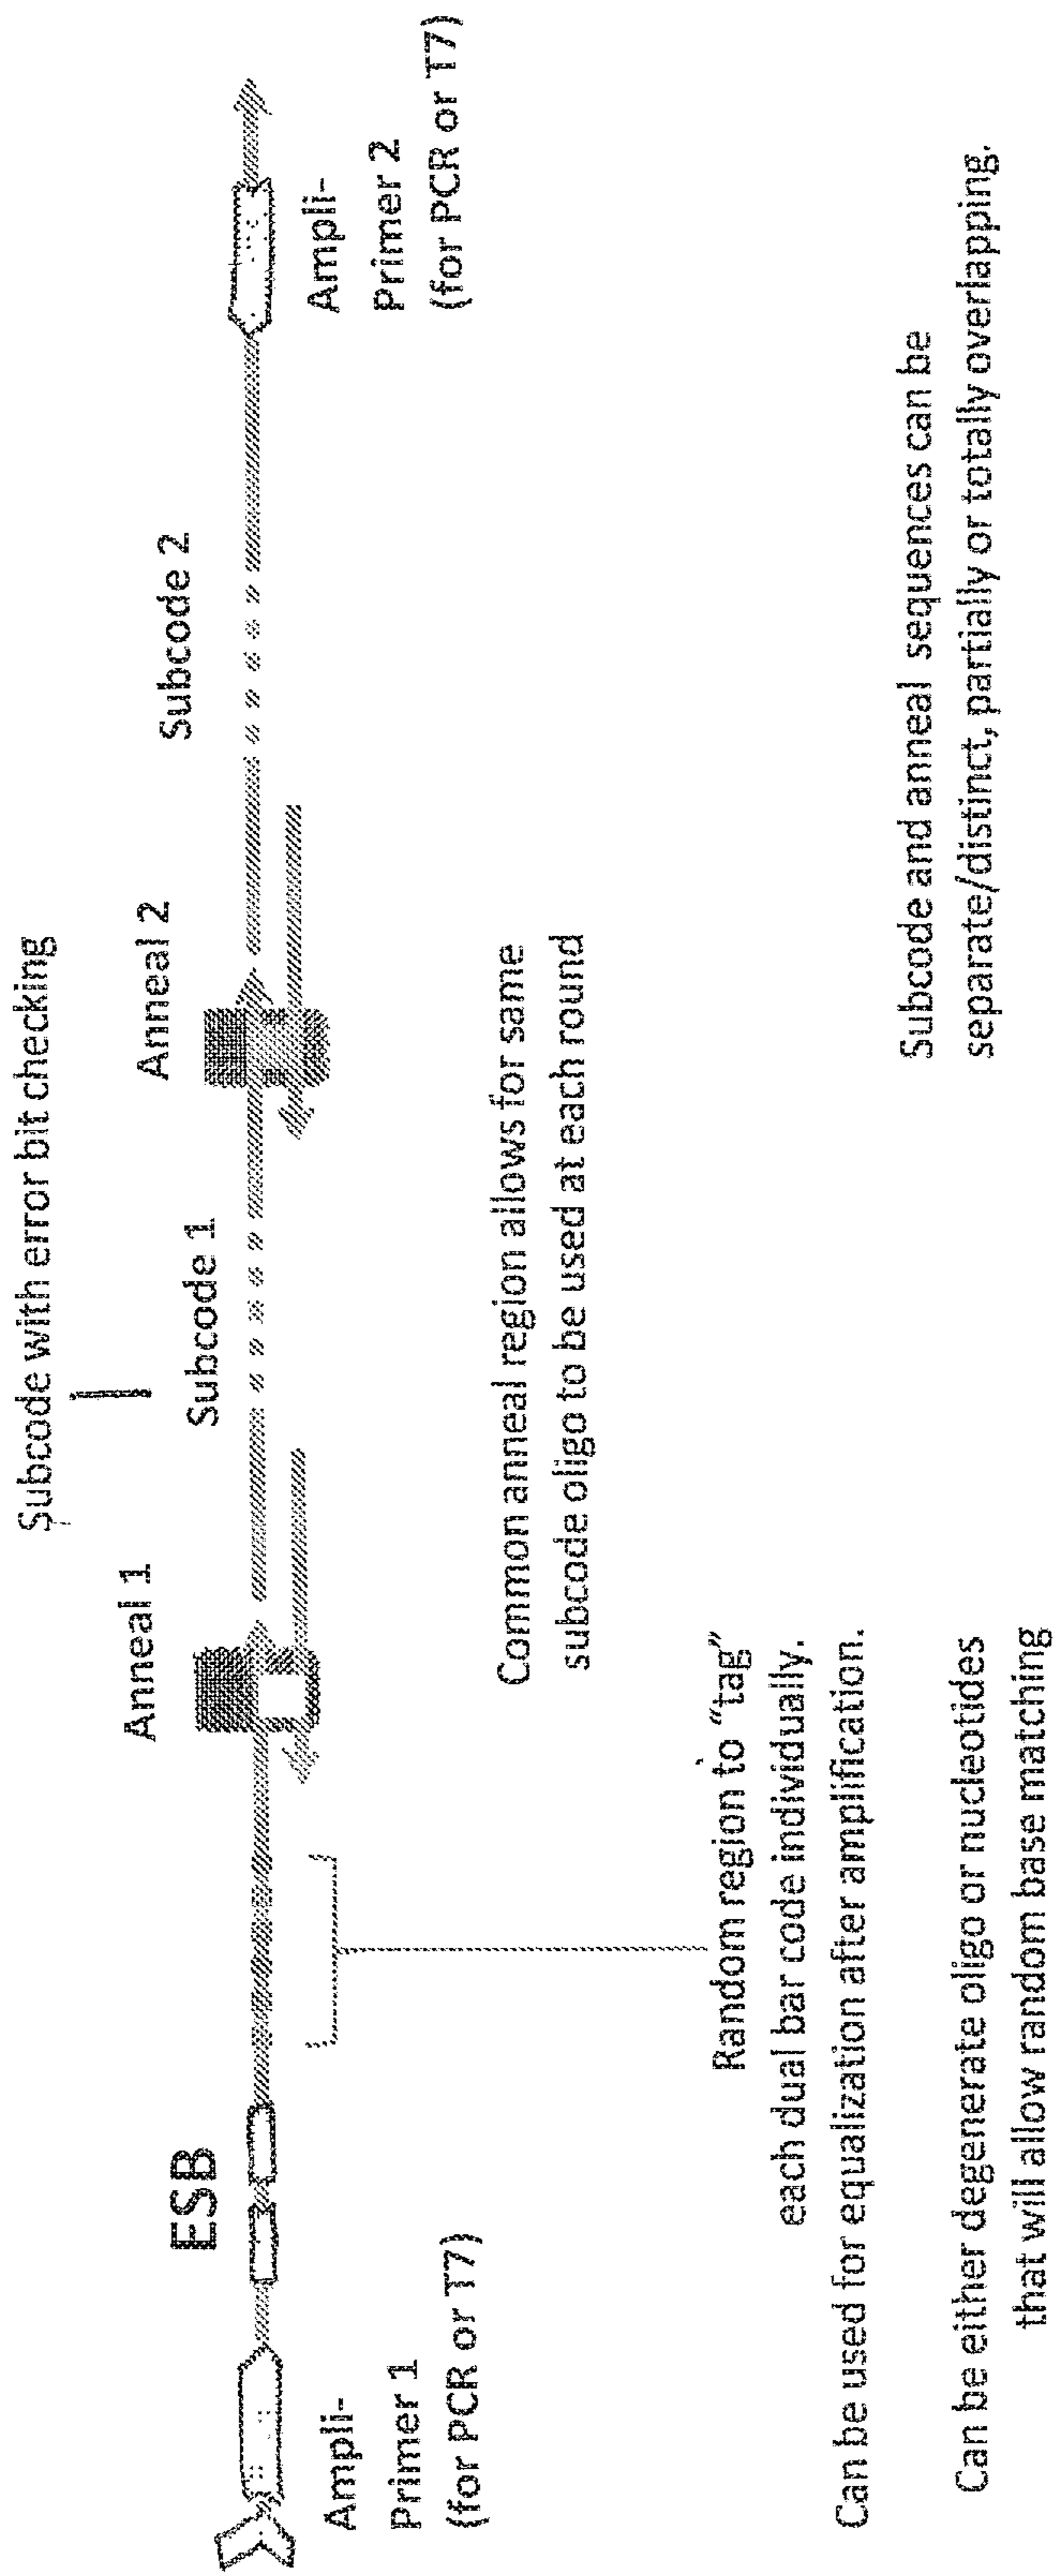 Subcode with error bit checking
Anneal 1
Subcode 1
Anneal 2
Subcode 2
ESB
Ampli-
Primer 1
(for PCR or T7)
Ampli-
Primer 2
(for PCR or T7)
Common anneal region allows for same
subcode oligo to be used at each round
Random region to “tag”
each dual bar code individually.
Can be used for equalization after amplification.
Can be either degenerate oligo or nucleotides
that will allow random base matching
Subcode and anneal sequences can be
separate/distinct, partially or totally overlapping.